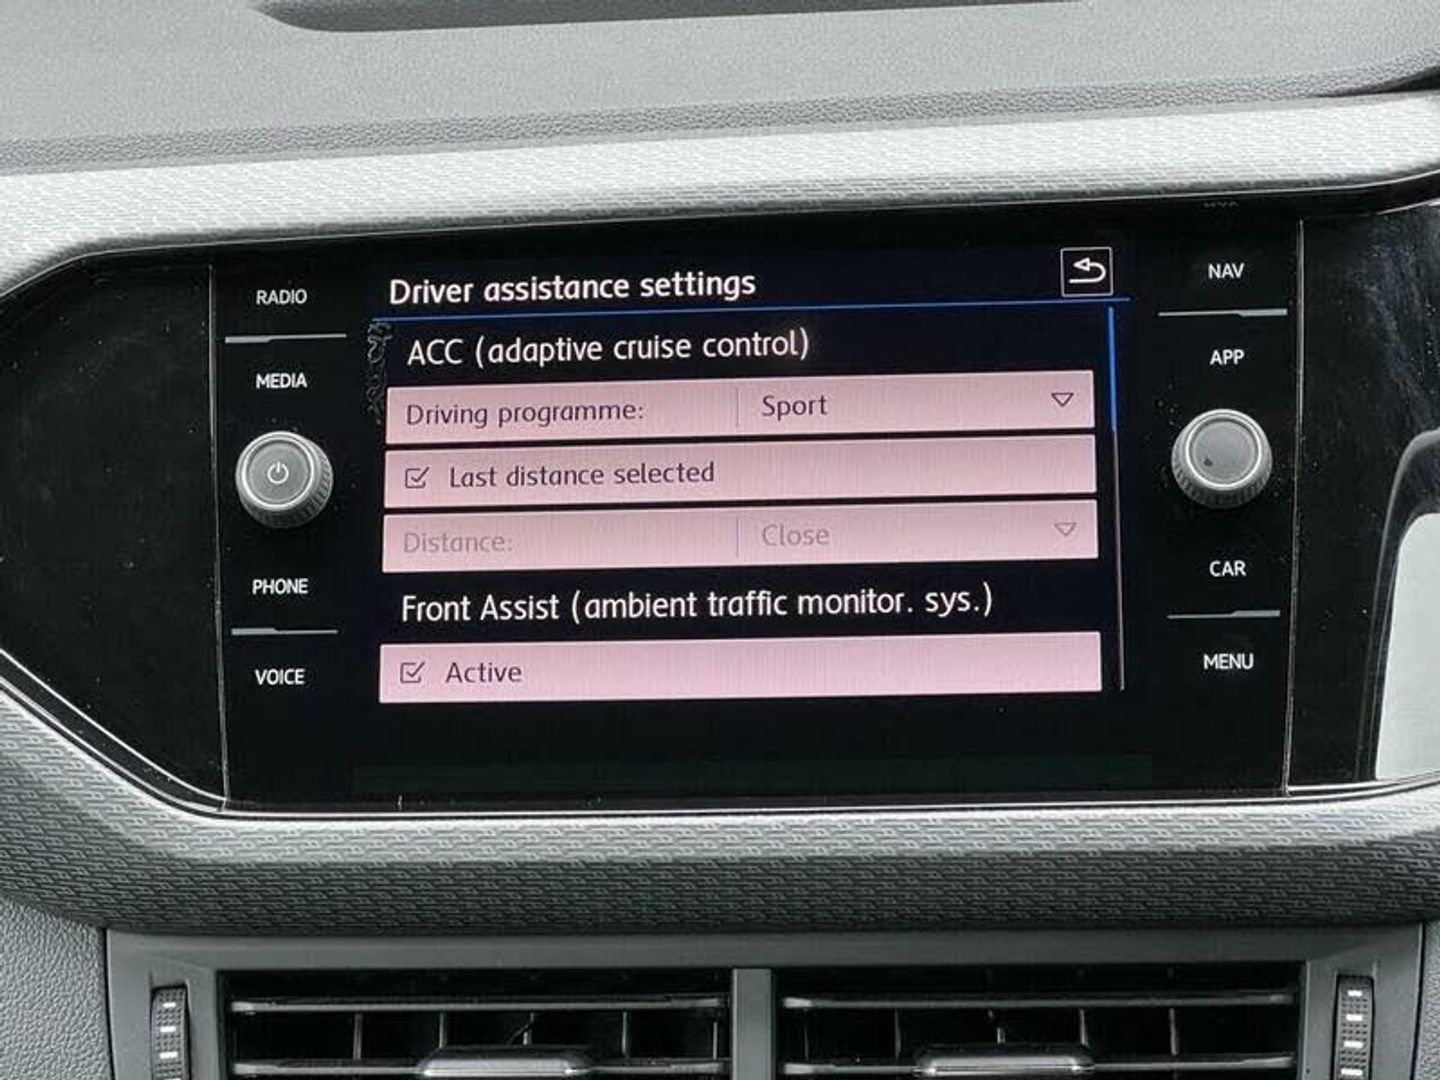 RADIO
MEDIA
PHONE
VOICE
Driver assistance settings
ACC (adaptive cruise control)
Driving programme: Sport
Last distance selected
Distance: Close
Front Assist (ambient traffic monitor. sys.)
Active
NAV
APP
CAR
MENU